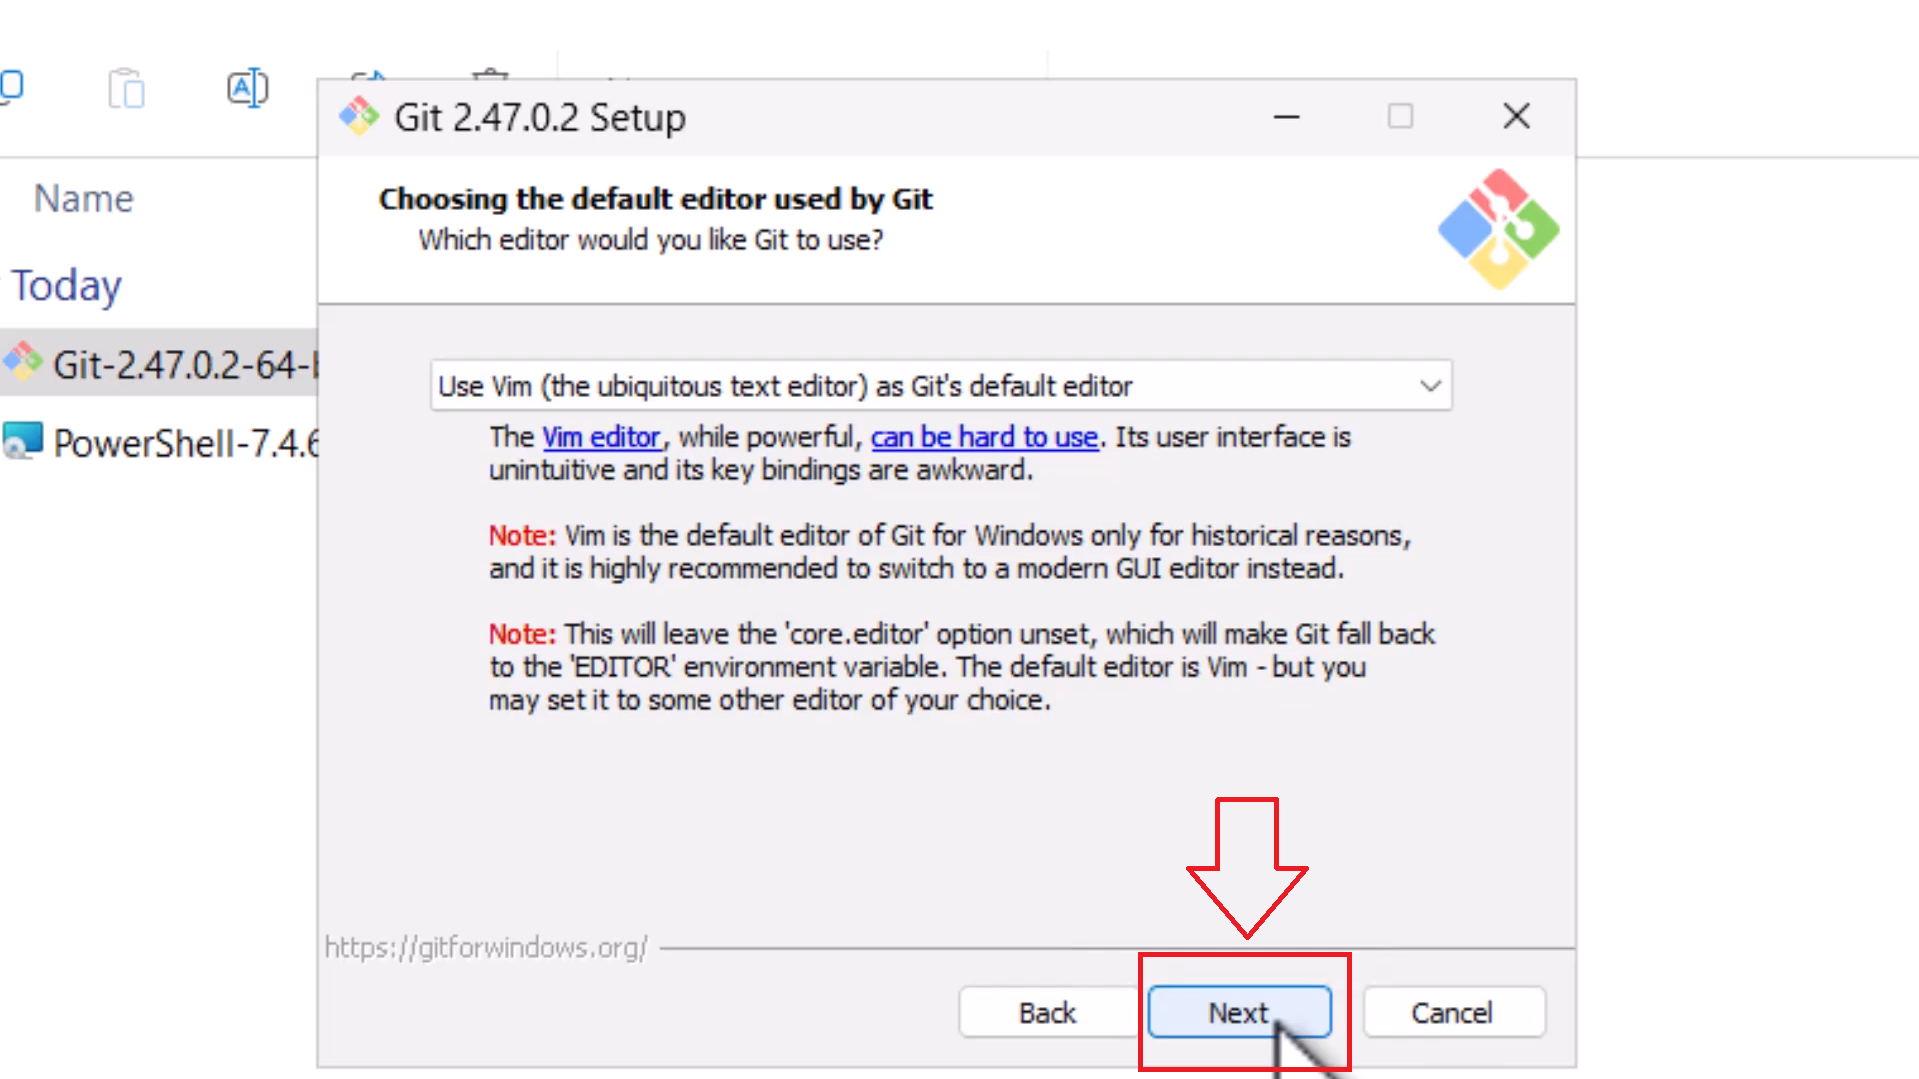 Git 2.47.0.2 Setup
Name
Today
Git-2.47.0.2-64-
PowerShell-7.4.6
Choosing the default editor used by Git
Which editor would you like Git to use?
Use Vim (the ubiquitous text editor) as Git's default editor
The Vim editor, while powerful, can be hard to use. Its user interface is
unintuitive and its key bindings are awkward.
Note: Vim is the default editor of Git for Windows only for historical reasons,
and it is highly recommended to switch to a modern GUI editor instead.
Note: This will leave the 'core.editor' option unset, which will make Git fall back
to the 'EDITOR' environment variable. The default editor is Vim - but you
may set it to some other editor of your choice.
https://gitforwindows.org/
Back
Next
Cancel